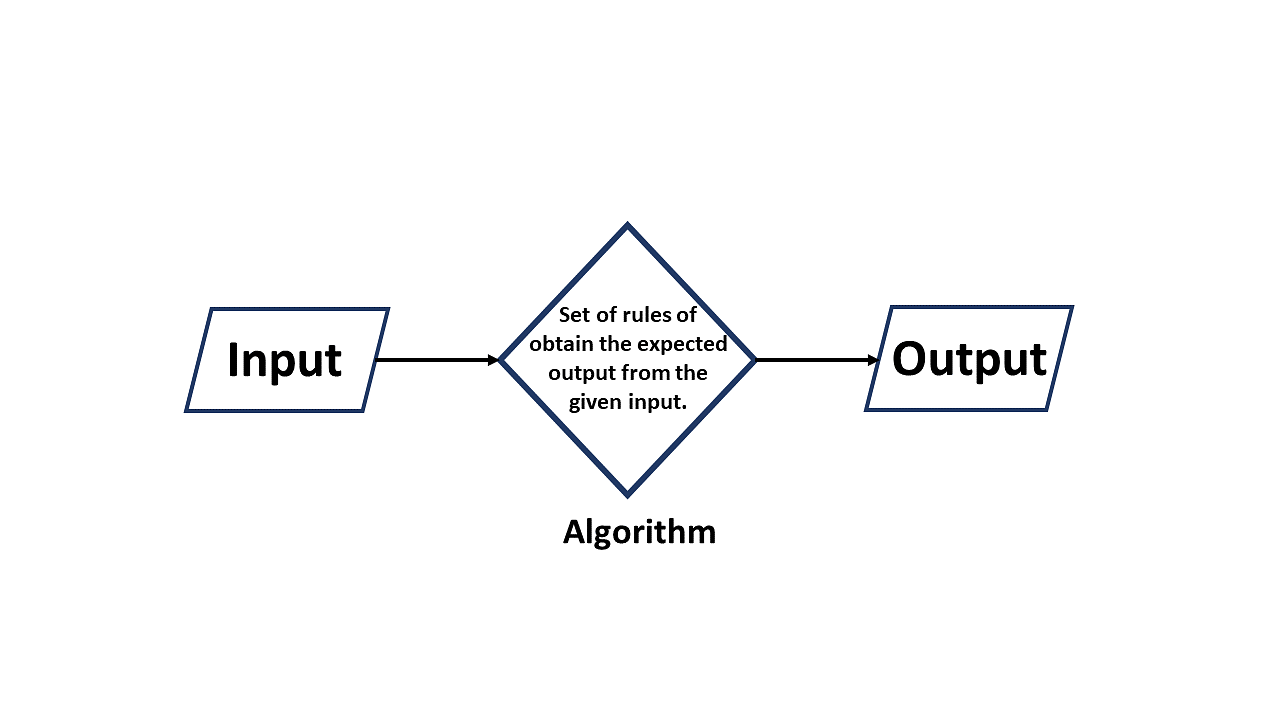 Input
Set of rules of
obtain the expected
output from the
given input.
Output
Algorithm